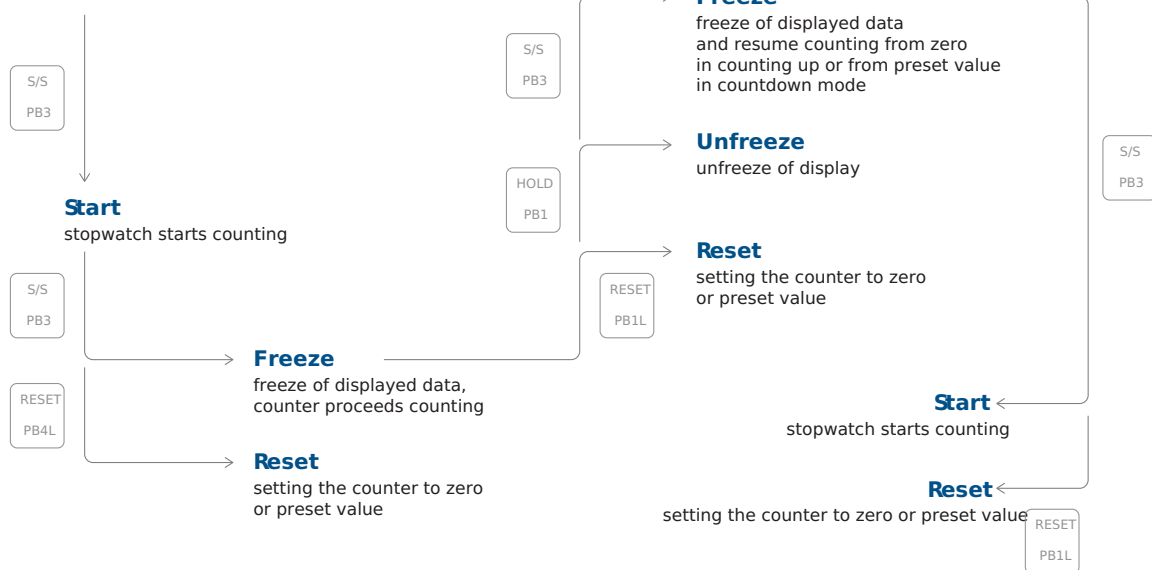 S/S
PB3
Start
stopwatch starts counting
S/S
PB3
RESET
PB4L
Freeze
freeze of displayed data,
counter proceeds counting
Reset
setting the counter to zero
or preset value
S/S
PB3
HOLD
PB1
RESET
PB1L
Freeze
freeze of displayed data
and resume counting from zero
in counting up or from preset value
in countdown mode
Unfreeze
unfreeze of display
Reset
setting the counter to zero
or preset value
S/S
PB3
Start
stopwatch starts counting
Reset
setting the counter to zero or preset value
RESET
PB1L